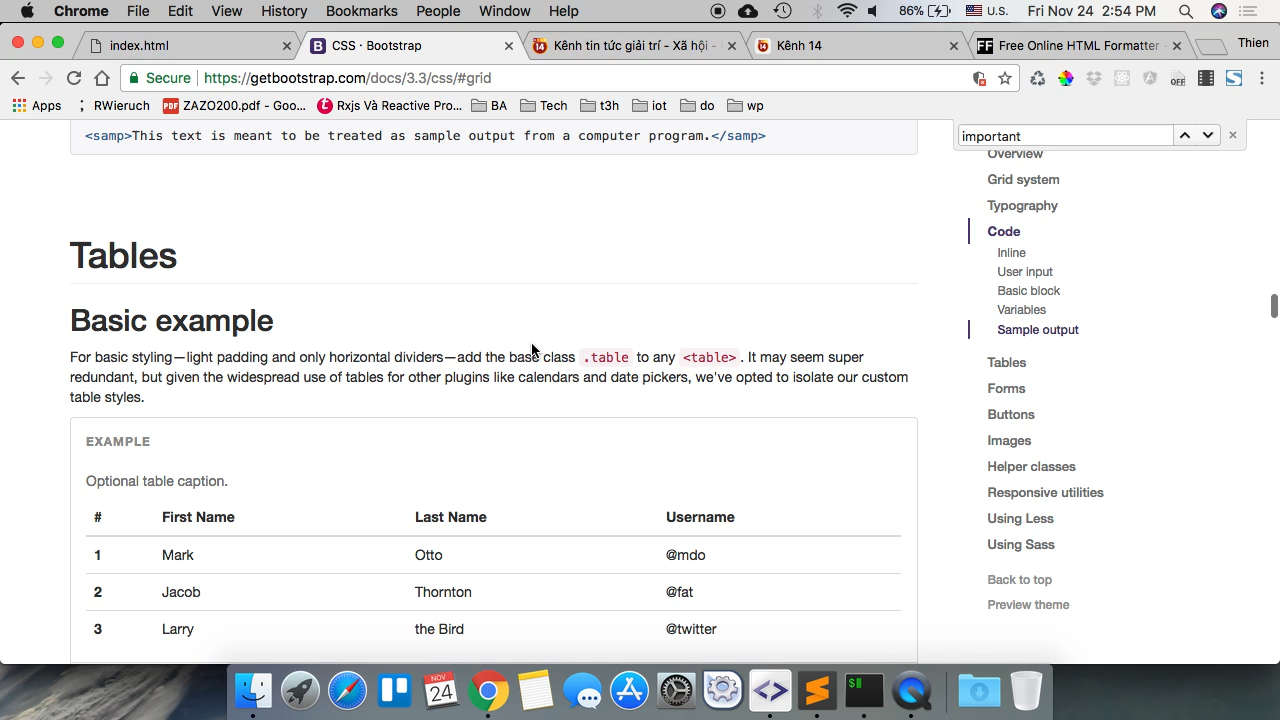 Chrome File Edit View History Bookmarks People Window Help 86% U.S. Fri Nov 24 2:54 PM
index.html CSS · Bootstrap Kênh tin tức giải trí - Xã hội - Kênh 14 Free Online HTML Formatter - Thien
Secure https://getbootstrap.com/docs/3.3/css/#grid
Apps RWieruch ZAZO200.pdf - Goo... Rxjs Và Reactive Pro... BA Tech t3h iot do wp
important
<samp>This text is meant to be treated as sample output from a computer program.</samp>
Tables
Basic example
For basic styling—light padding and only horizontal dividers—add the base class .table to any <table>. It may seem super
redundant, but given the widespread use of tables for other plugins like calendars and date pickers, we've opted to isolate our custom
table styles.
EXAMPLE
Optional table caption.
# First Name Last Name Username
1 Mark Otto @mdo
2 Jacob Thornton @fat
3 Larry the Bird @twitter
Overview
Grid system
Typography
Code
Inline
User input
Basic block
Variables
Sample output
Tables
Forms
Buttons
Images
Helper classes
Responsive utilities
Using Less
Using Sass
Back to top
Preview theme
NOV
24